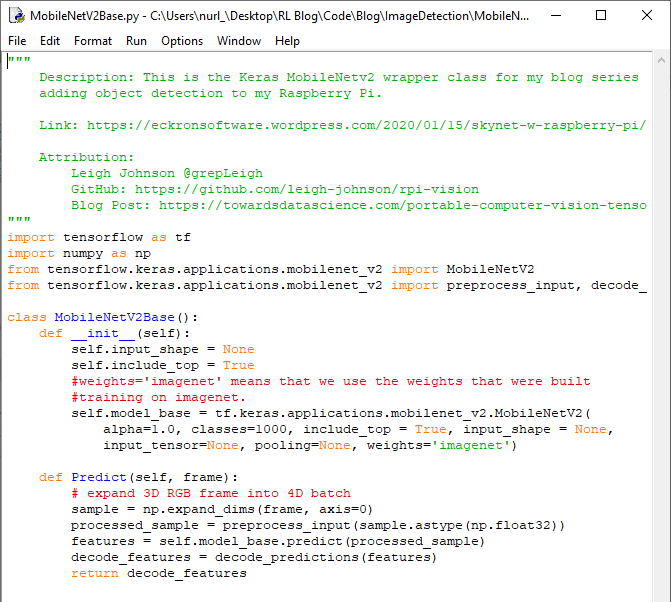 MobileNetV2Base.py - C:\Users\nurl_\Desktop\RL Blog\Code\Blog\ImageDetection\MobileN...
File Edit Format Run Options Window Help
"""
    Description: This is the Keras MobileNetv2 wrapper class for my blog series
    adding object detection to my Raspberry Pi.

    Link: https://eckronsoftware.wordpress.com/2020/01/15/skynet-w-raspberry-pi/

    Attribution:
        Leigh Johnson @grepLeigh
        GitHub: https://github.com/leigh-johnson/rpi-vision
        Blog Post: https://towardsdatascience.com/portable-computer-vision-tenso
"""
import tensorflow as tf
import numpy as np
from tensorflow.keras.applications.mobilenet_v2 import MobileNetV2
from tensorflow.keras.applications.mobilenet_v2 import preprocess_input, decode_

class MobileNetV2Base():
    def __init__(self):
        self.input_shape = None
        self.include_top = True
        #weights='imagenet' means that we use the weights that were built
        #training on imagenet.
        self.model_base = tf.keras.applications.mobilenet_v2.MobileNetV2(
            alpha=1.0, classes=1000, include_top = True, input_shape = None,
            input_tensor=None, pooling=None, weights='imagenet')

    def Predict(self, frame):
        # expand 3D RGB frame into 4D batch
        sample = np.expand_dims(frame, axis=0)
        processed_sample = preprocess_input(sample.astype(np.float32))
        features = self.model_base.predict(processed_sample)
        decode_features = decode_predictions(features)
        return decode_features